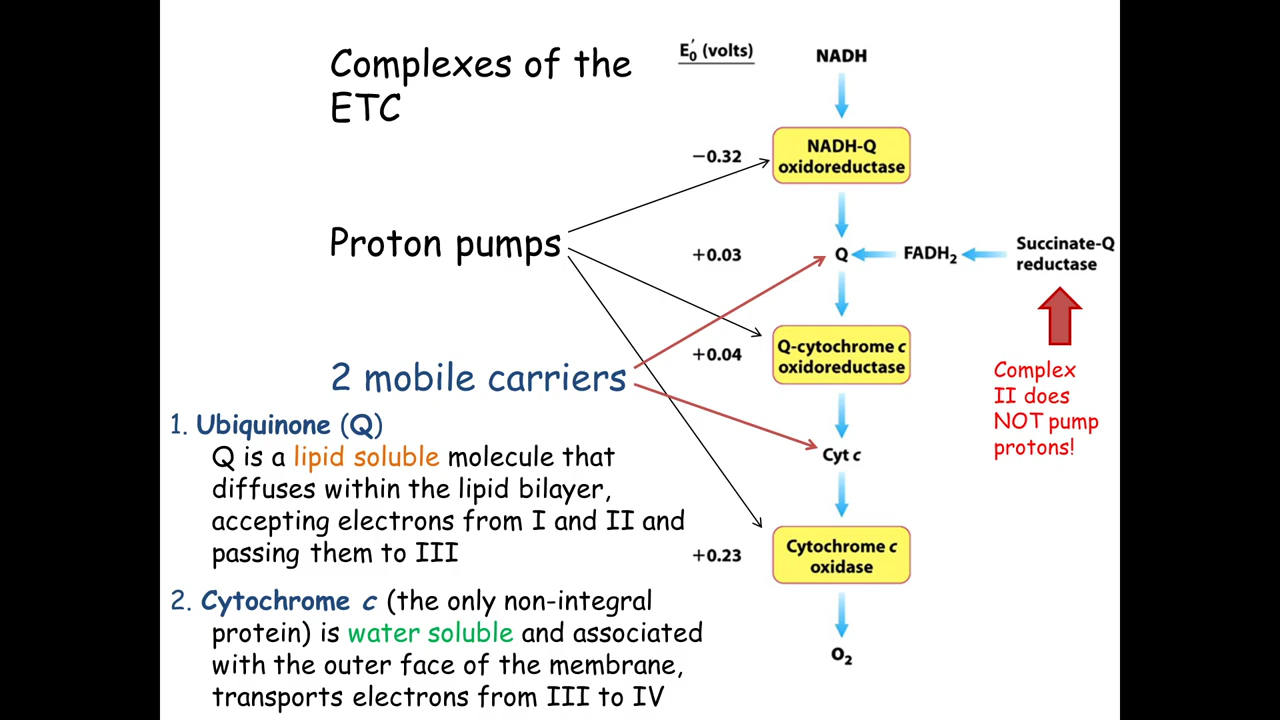 Complexes of the
ETC
E₀′ (volts)
NADH
−0.32
NADH-Q
oxidoreductase
Proton pumps
+0.03
Q
FADH₂
Succinate-Q
reductase
+0.04
Q-cytochrome c
oxidoreductase
Complex
II does
NOT pump
protons!
2 mobile carriers
1. Ubiquinone (Q)
Q is a lipid soluble molecule that
diffuses within the lipid bilayer,
accepting electrons from I and II and
passing them to III
Cyt c
+0.23
Cytochrome c
oxidase
2. Cytochrome c (the only non-integral
protein) is water soluble and associated
with the outer face of the membrane,
transports electrons from III to IV
O₂